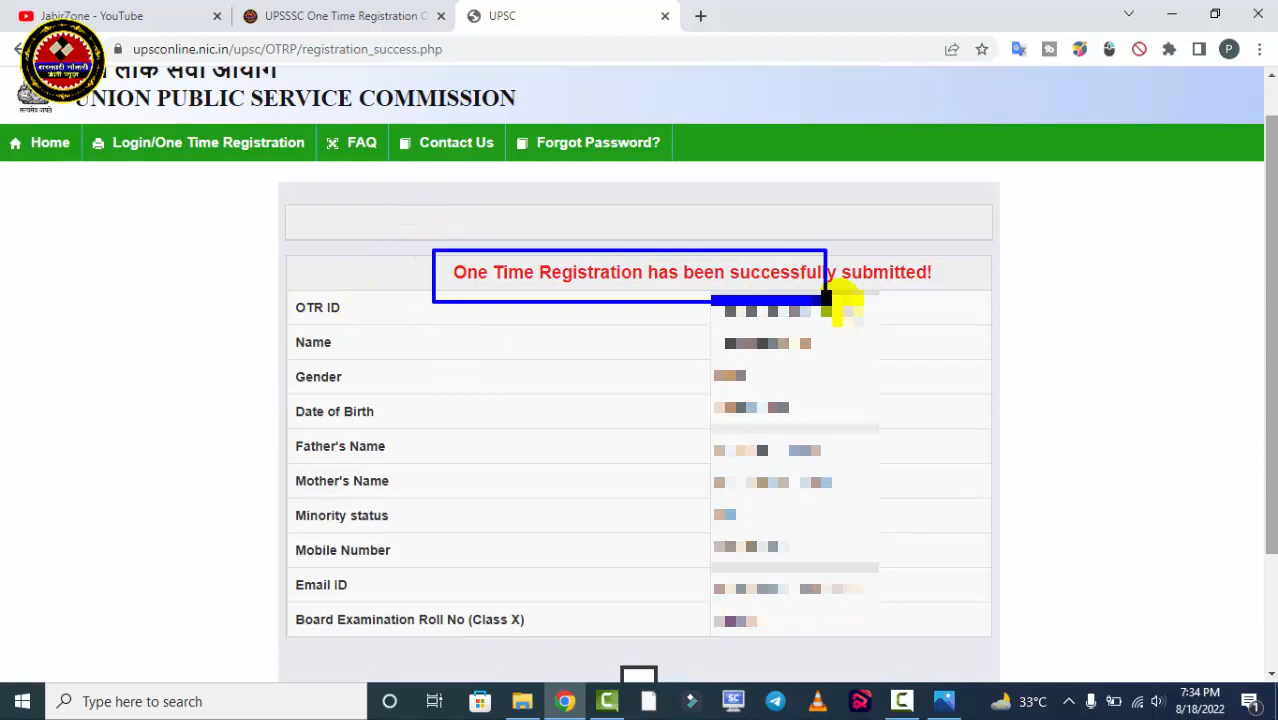 JabirZone - YouTube
UPSSSC One Time Registration
UPSC
upsconline.nic.in/upsc/OTRP/registration_success.php
P
लोक सेवा आयोग
UNION PUBLIC SERVICE COMMISSION
सरकारी नौकरी
Home
Login/One Time Registration
FAQ
Contact Us
Forgot Password?
One Time Registration has been successfully submitted!
OTR ID
Name
Gender
Date of Birth
Father's Name
Mother's Name
Minority status
Mobile Number
Email ID
Board Examination Roll No (Class X)
Type here to search
33°C
7:34 PM
8/18/2022